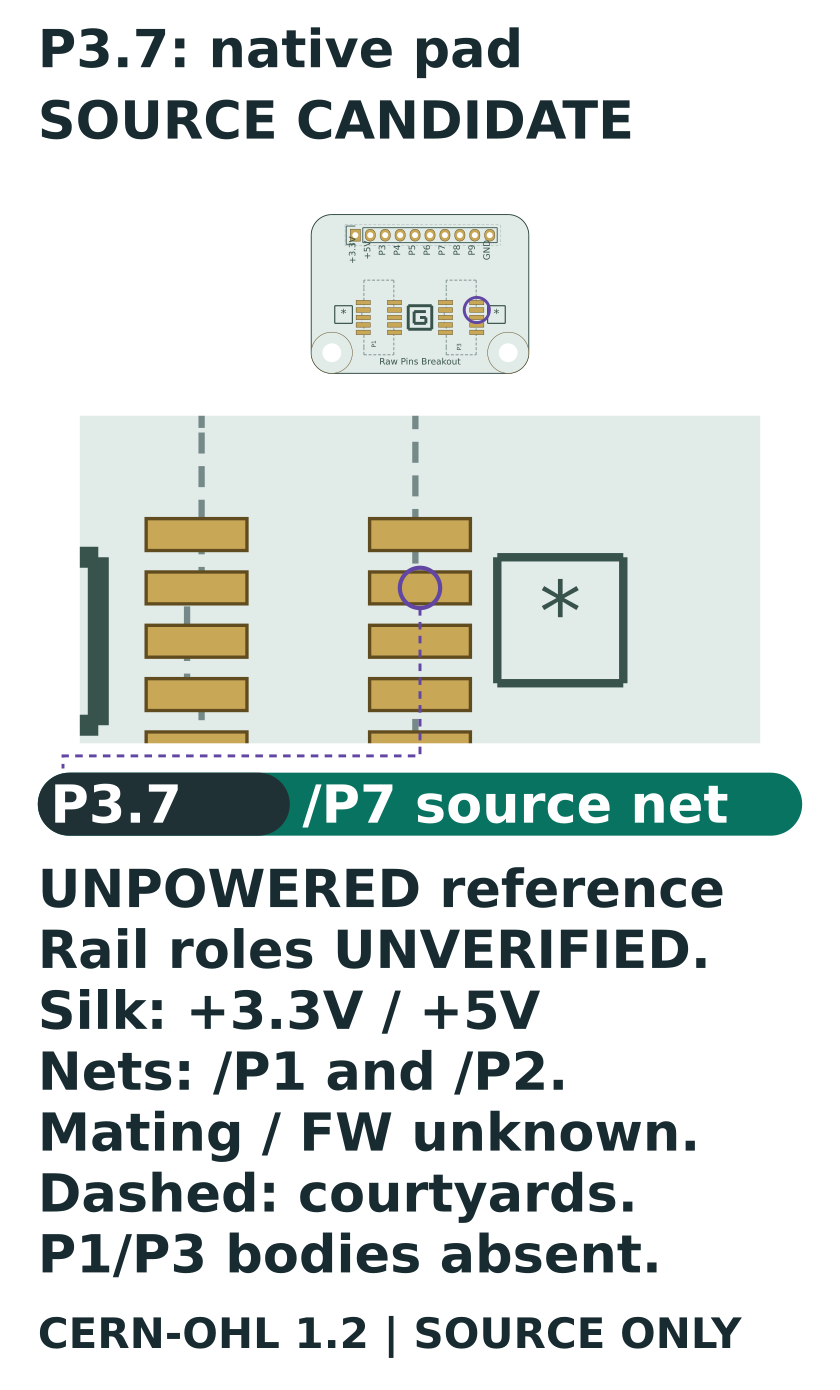 P3.7: native pad
SOURCE CANDIDATE
+3.3V
+5V
P3
P4
P5
P6
P7
P8
P9
GND
*
*
P1
P3
Raw Pins Breakout
*
P3.7
/P7 source net
UNPOWERED reference
Rail roles UNVERIFIED.
Silk: +3.3V / +5V
Nets: /P1 and /P2.
Mating / FW unknown.
Dashed: courtyards.
P1/P3 bodies absent.
CERN-OHL 1.2 | SOURCE ONLY